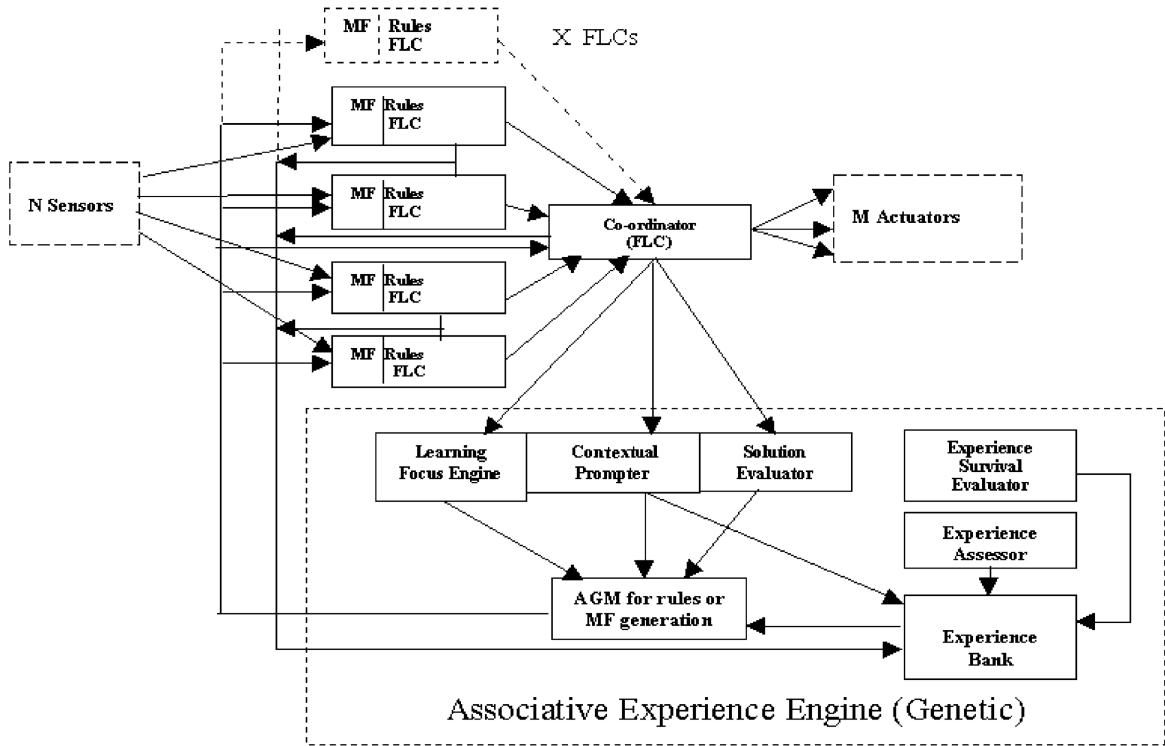 MF Rules
FLC
X FLCs
MF Rules
FLC
N Sensors
MF Rules
FLC
Co-ordinator
(FLC)
M Actuators
MF Rules
FLC
MF Rules
FLC
Learning
Focus Engine
Contextual
Prompter
Solution
Evaluator
Experience
Survival
Evaluator
Experience
Assessor
AGM for rules or
MF generation
Experience
Bank
Associative Experience Engine (Genetic)